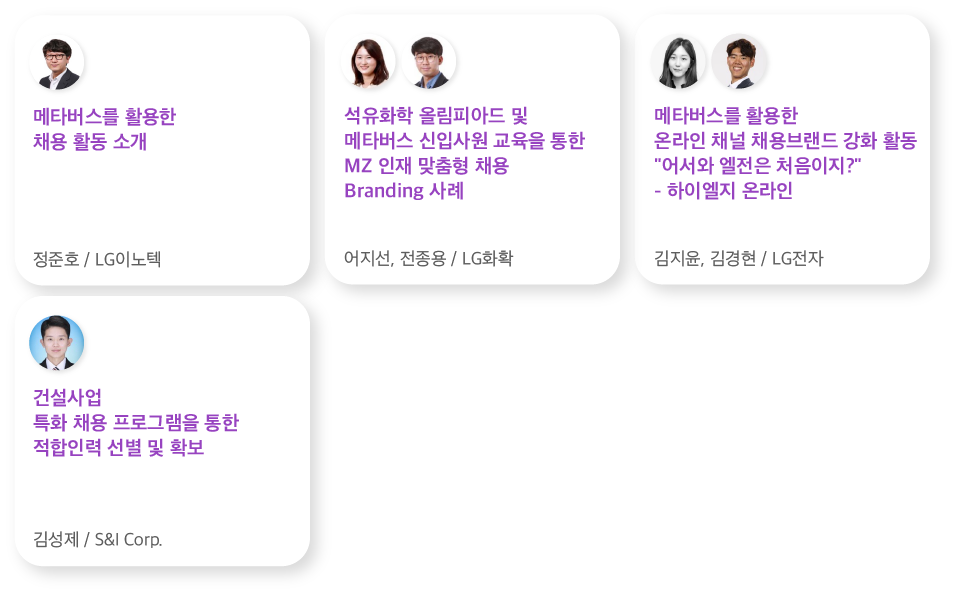 메타버스를 활용한
채용 활동 소개
정준호 / LG이노텍
석유화학 올림피아드 및
메타버스 신입사원 교육을 통한
MZ 인재 맞춤형 채용
Branding 사례
어지선, 전종용 / LG화확
메타버스를 활용한
온라인 채널 채용브랜드 강화 활동
"어서와 엘전은 처음이지?"
- 하이엘지 온라인
김지윤, 김경현 / LG전자
건설사업
특화 채용 프로그램을 통한
적합인력 선별 및 확보
김성제 / S&I Corp.